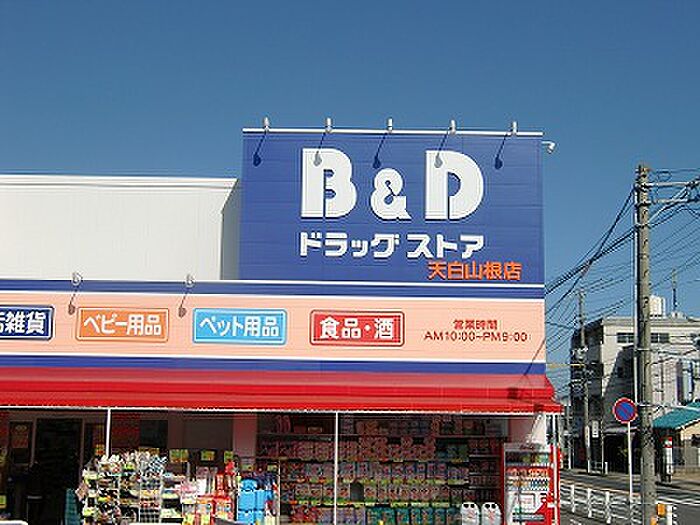 B&D
ドラッグストア
天白山根店
雑貨
ベビー用品
ペット用品
食品・酒
営業時間
AM10:00-PM9:00